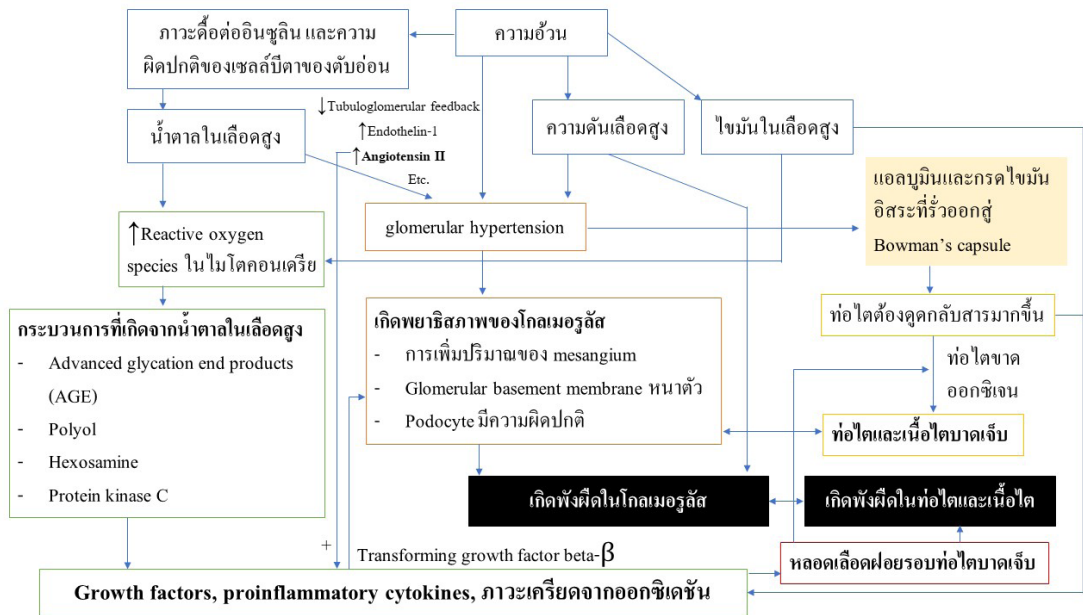 ภาวะดื้อต่ออินซูลิน และความ
ผิดปกติของเซลล์บีตาของตับอ่อน
ความอ้วน
↓Tubuloglomerular feedback
↑Endothelin-1
↑Angiotensin II
Etc.
น้ำตาลในเลือดสูง
ความดันเลือดสูง
ไขมันในเลือดสูง
แอลบูมินและกรดไขมัน
อิสระที่รั่วออกสู่
Bowman's capsule
↑Reactive oxygen
species ในไมโตคอนเดรีย
glomerular hypertension
กระบวนการที่เกิดจากน้ำตาลในเลือดสูง
- Advanced glycation end products
(AGE)
- Polyol
- Hexosamine
- Protein kinase C
เกิดพยาธิสภาพของโกลเมอรูลัส
- การเพิ่มปริมาณของ mesangium
- Glomerular basement membrane หนาตัว
- Podocyte มีความผิดปกติ
ท่อไตต้องดูดกลับสารมากขึ้น
ท่อไตขาด
ออกซิเจน
ท่อไตและเนื้อไตบาดเจ็บ
เกิดพังผืดในโกลเมอรูลัส
เกิดพังผืดในท่อไตและเนื้อไต
+
Transforming growth factor beta-β
หลอดเลือดฝอยรอบท่อไตบาดเจ็บ
Growth factors, proinflammatory cytokines, ภาวะเครียดจากออกซิเดชัน